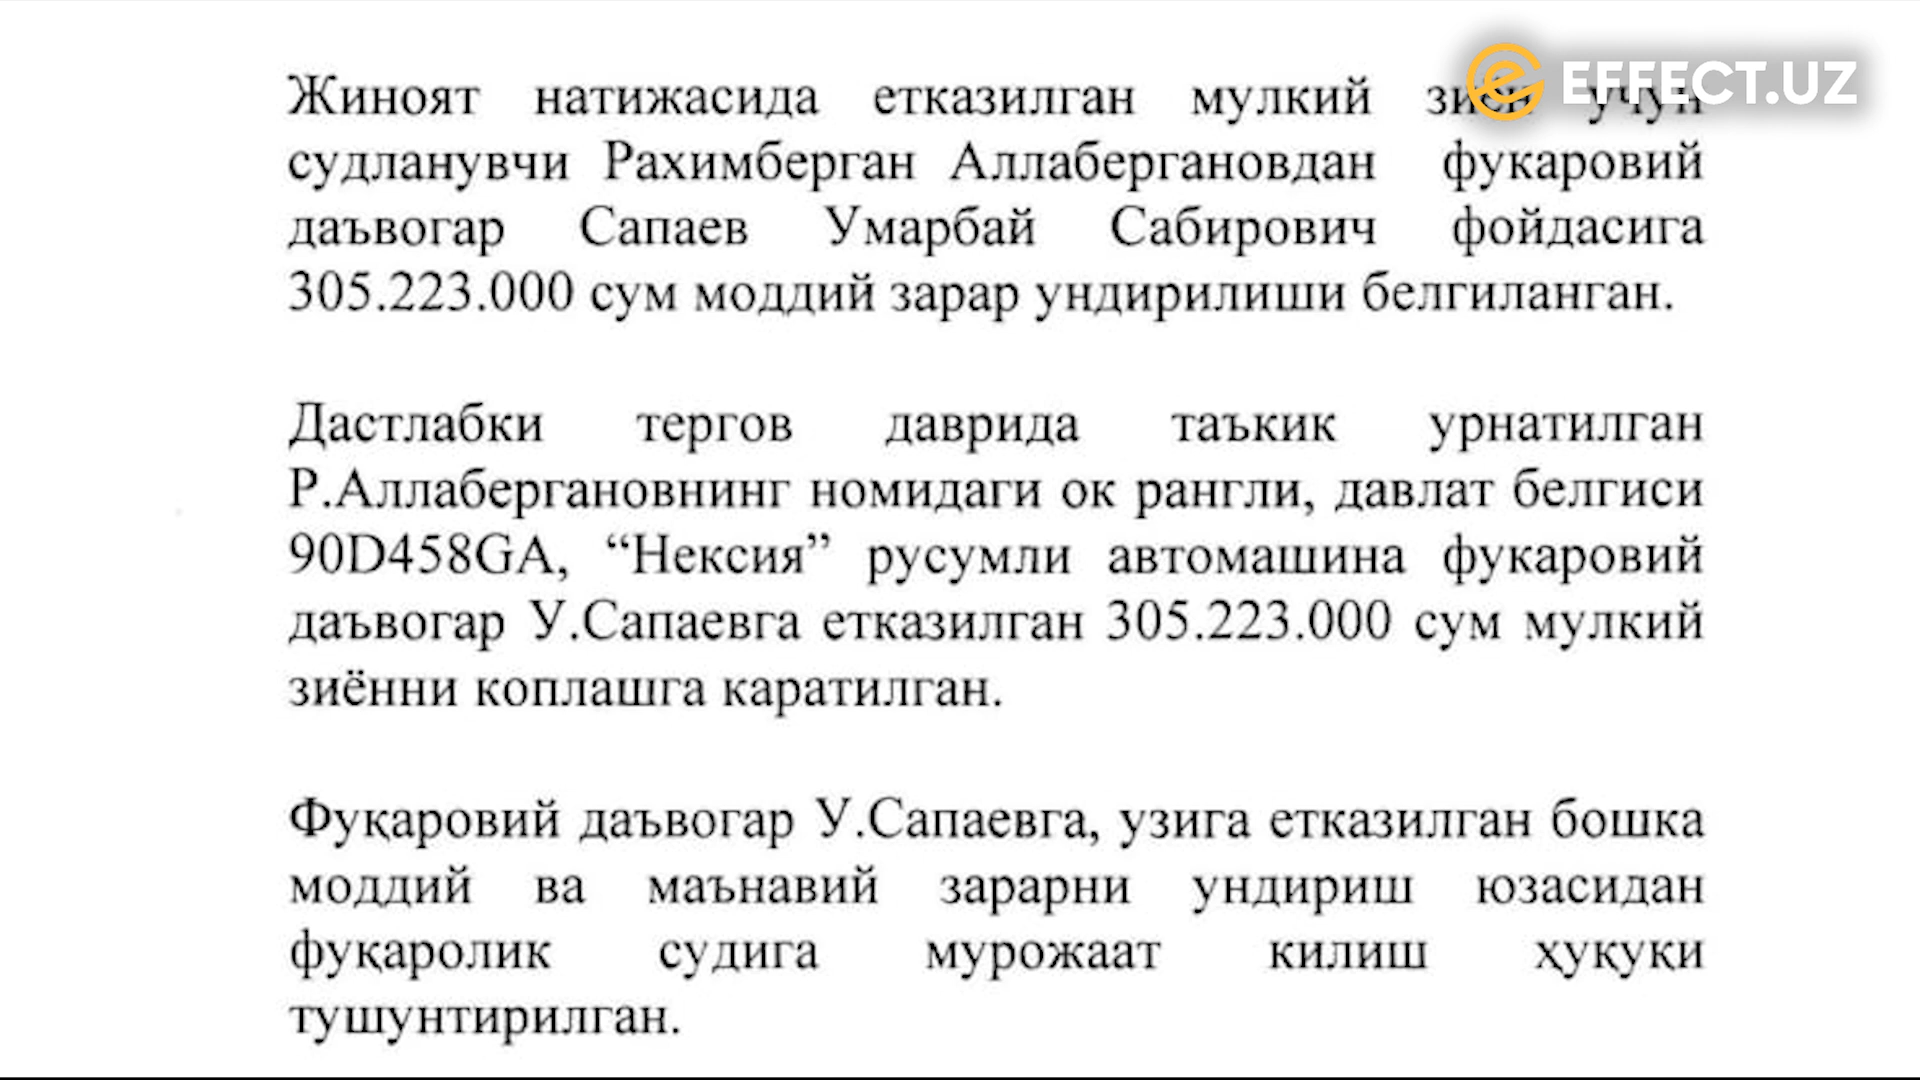 EFFECT.UZ
Жиноят натижасида етказилган мулкий зиён учун
судланувчи Рахимберган Аллабергановдан фукаровий
даъвогар Сапаев Умарбай Сабирович фойдасига
305.223.000 сум моддий зарар ундирилиши белгиланган.
Дастлабки тергов даврида таъкик урнатилган
Р.Аллабергановнинг номидаги ок рангли, давлат белгиси
90D458GA, “Нексия” русумли автомашина фукаровий
даъвогар У.Сапаевга етказилган 305.223.000 сум мулкий
зиённи коплашга каратилган.
Фуқаровий даъвогар У.Сапаевга, узига етказилган бошка
моддий ва маънавий зарарни ундириш юзасидан
фуқаролик судига мурожаат килиш ҳуқуқи
тушунтирилган.